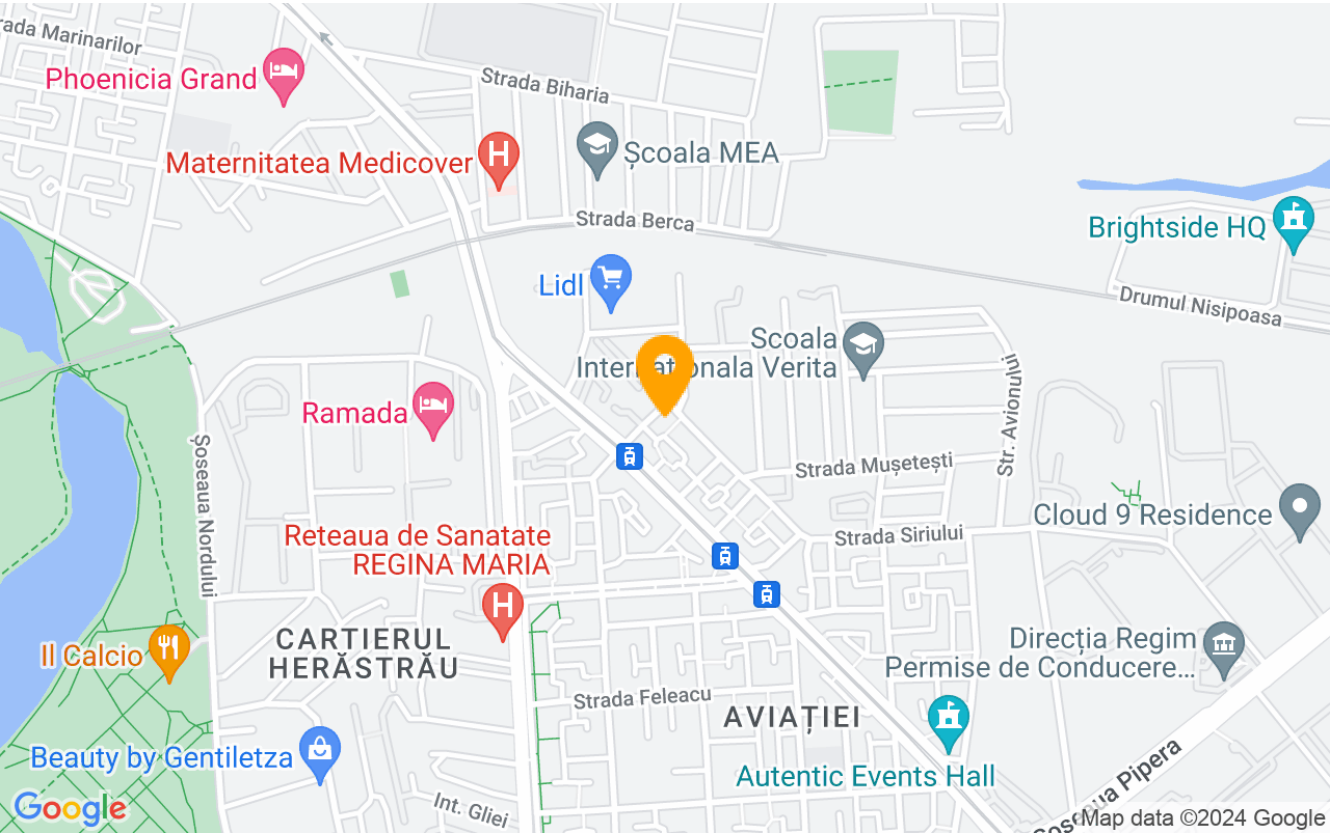 rada Marinarilor
Phoenicia Grand
Strada Biharia
Maternitatea Medicover
H
Școala MEA
Strada Berca
Brightside HQ
Lidl
Drumul Nisipoasa
Scoala
Internationala Verita
Str. Avionului
Ramada
Șoseaua Nordului
Strada Mușetești
Cloud 9 Residence
Strada Siriului
Reteaua de Sanatate
REGINA MARIA
H
CARTIERUL
HERĂSTRĂU
Il Calcio
Direcția Regim
Permise de Conducere...
Strada Feleacu
AVIAȚIEI
Beauty by Gentiletza
Autentic Events Hall
Șoseaua Pipera
Int. Gliei
Google
Map data ©2024 Google